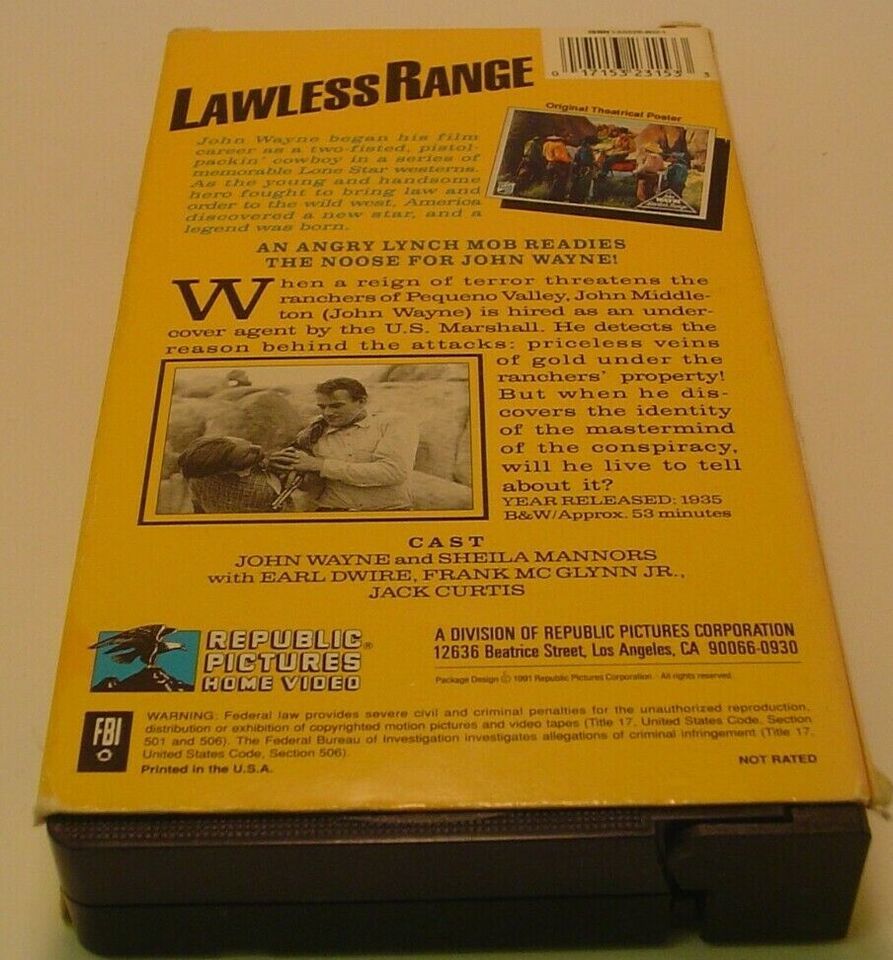 LAWLESS RANGE
ISBN
0 17153 23153 3
Original Theatrical Poster
WAYNE
John Wayne began his film
career as a two-fisted, pistol-
packin' cowboy in a series of
memorable Lone Star westerns.
As the young and handsome
hero fought to bring law and
order to the wild west, America
discovered a new star, and a
legend was born.
AN ANGRY LYNCH MOB READIES
THE NOOSE FOR JOHN WAYNE!
When a reign of terror threatens the
ranchers of Pequeno Valley, John Middle-
ton (John Wayne) is hired as an under-
cover agent by the U.S. Marshall. He detects the
reason behind the attacks: priceless veins
of gold under the
ranchers' property!
But when he dis-
covers the identity
of the mastermind
of the conspiracy,
will he live to tell
about it?
YEAR RELEASED: 1935
B&W/Approx. 53 minutes
CAST
JOHN WAYNE and SHEILA MANNORS
with EARL DWIRE, FRANK MC GLYNN JR.,
JACK CURTIS
REPUBLIC®
PICTURES
HOME VIDEO
A DIVISION OF REPUBLIC PICTURES CORPORATION
12636 Beatrice Street, Los Angeles, CA 90066-0930
Package Design © 1991 Republic Pictures Corporation. All rights reserved.
FBI
WARNING: Federal law provides severe civil and criminal penalties for the unauthorized reproduction,
distribution or exhibition of copyrighted motion pictures and video tapes (Title 17, United States Code, Section
501 and 506). The Federal Bureau of Investigation investigates allegations of criminal infringement (Title 17,
United States Code, Section 506).
Printed in the U.S.A.
NOT RATED